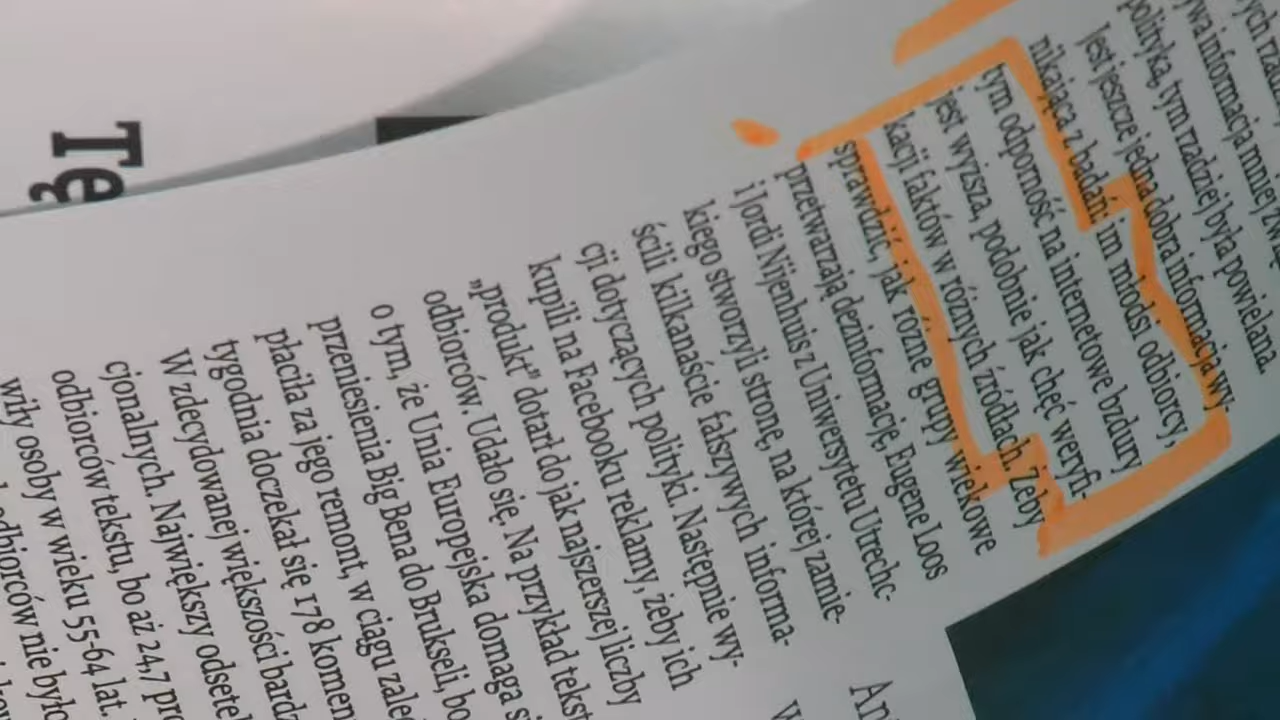 ych
ywa informacja mniej
polityką, tym rzadziej była powielana.
Jest jeszcze jedna dobra informacja wy-
nikająca z badań: im młodsi odbiorcy,
tym odporność na internetowe bzdury
jest wyższa, podobnie jak chęć weryfi-
kacji faktów w różnych źródłach. Żeby
sprawdzić, jak różne grupy wiekowe
przetwarzają dezinformację, Eugene Loos
i Jordi Nijenhuis z Uniwersytetu Utrechc-
kiego stworzyli stronę, na której zamie-
ścili kilkanaście fałszywych informa-
cji dotyczących polityki. Następnie wy-
kupili na Facebooku reklamy, żeby ich
„produkt” dotarł do jak najszerszej liczby
odbiorców. Udało się. Na przykład tekst
o tym, że Unia Europejska domaga s
przeniesienia Big Bena do Brukseli, bo
płaciła za jego remont, w ciągu zale
tygodnia doczekał się 178 komen
W zdecydowanej większości bardz
cjonalnych. Największy odsete
odbiorców tekstu, bo aż 24,7 pro
wiły osoby w wieku 55-64 lat.
odbiorców nie było
Tę
An
W